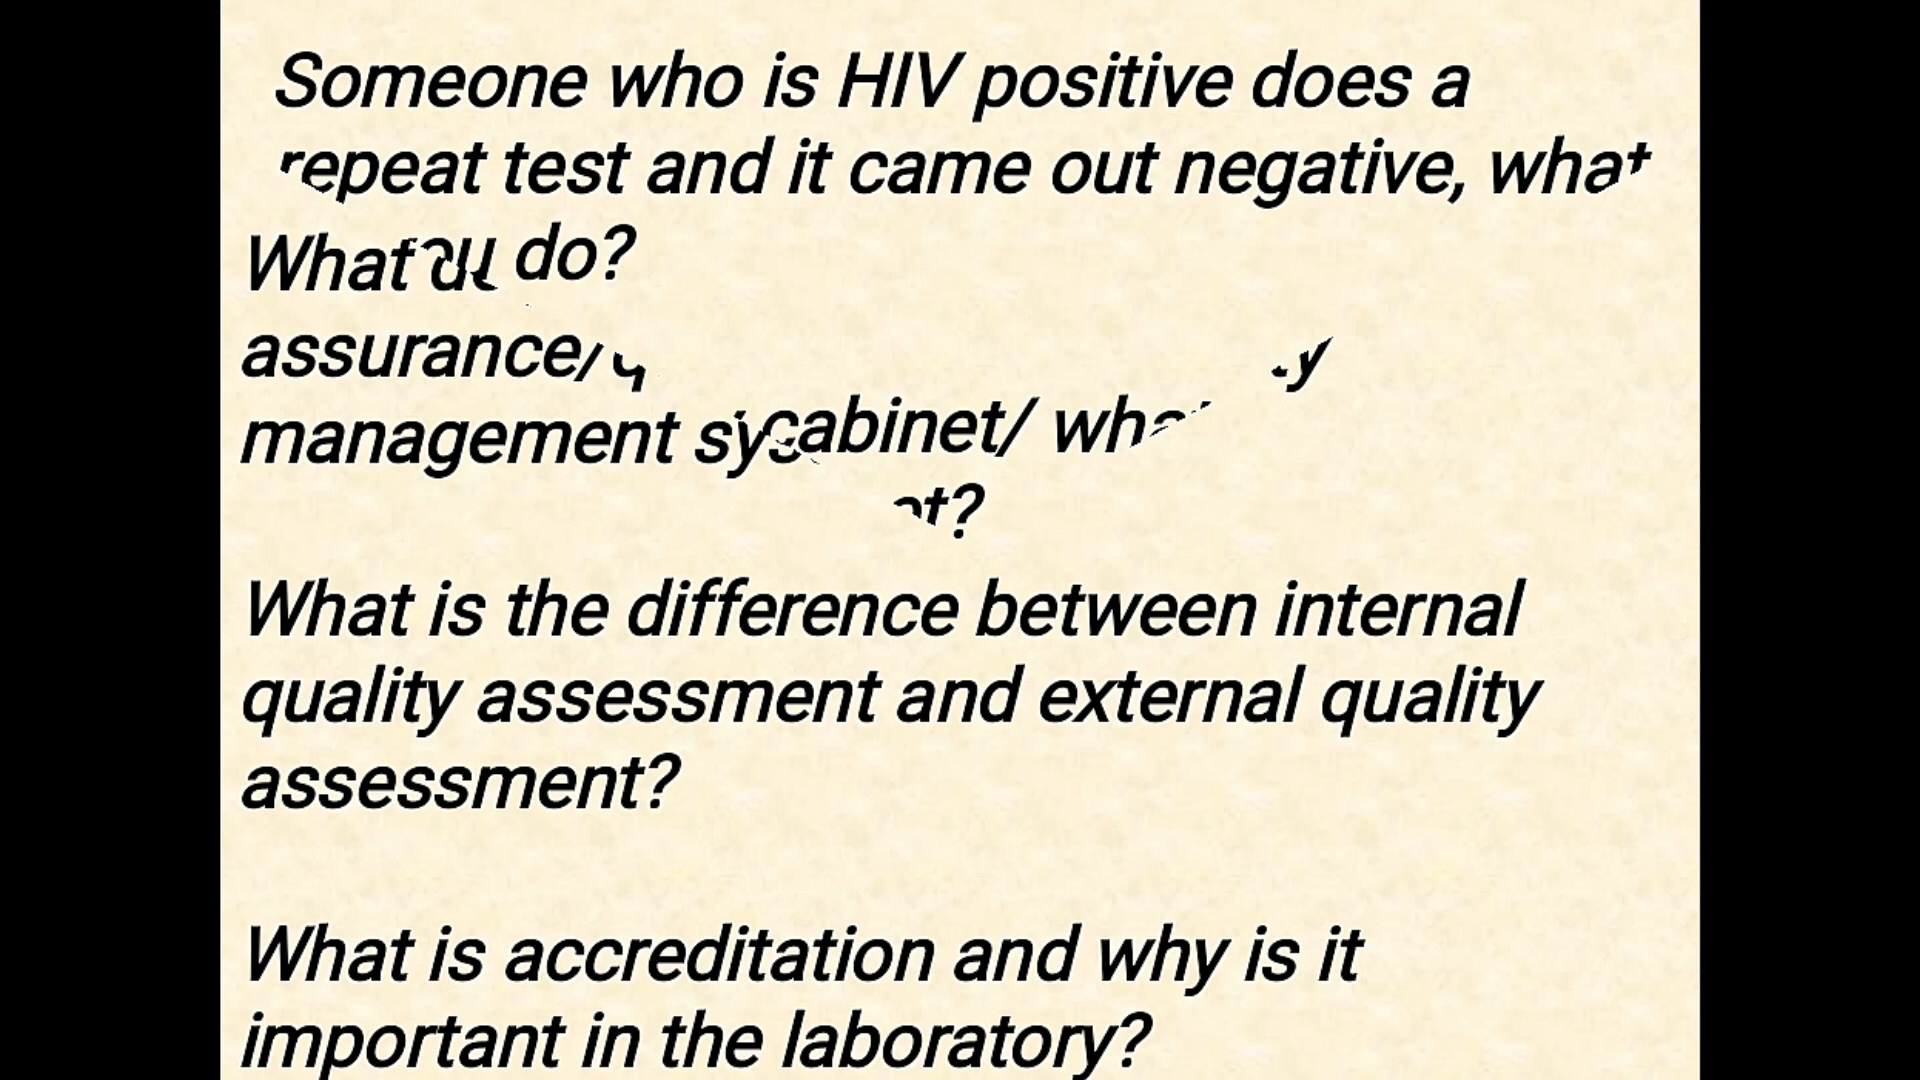 Someone who is HIV positive does a
repeat test and it came out negative, what
What do?
assurance/
management cabinet/
What is the difference between internal
quality assessment and external quality
assessment?
What is accreditation and why is it
important in the laboratory?